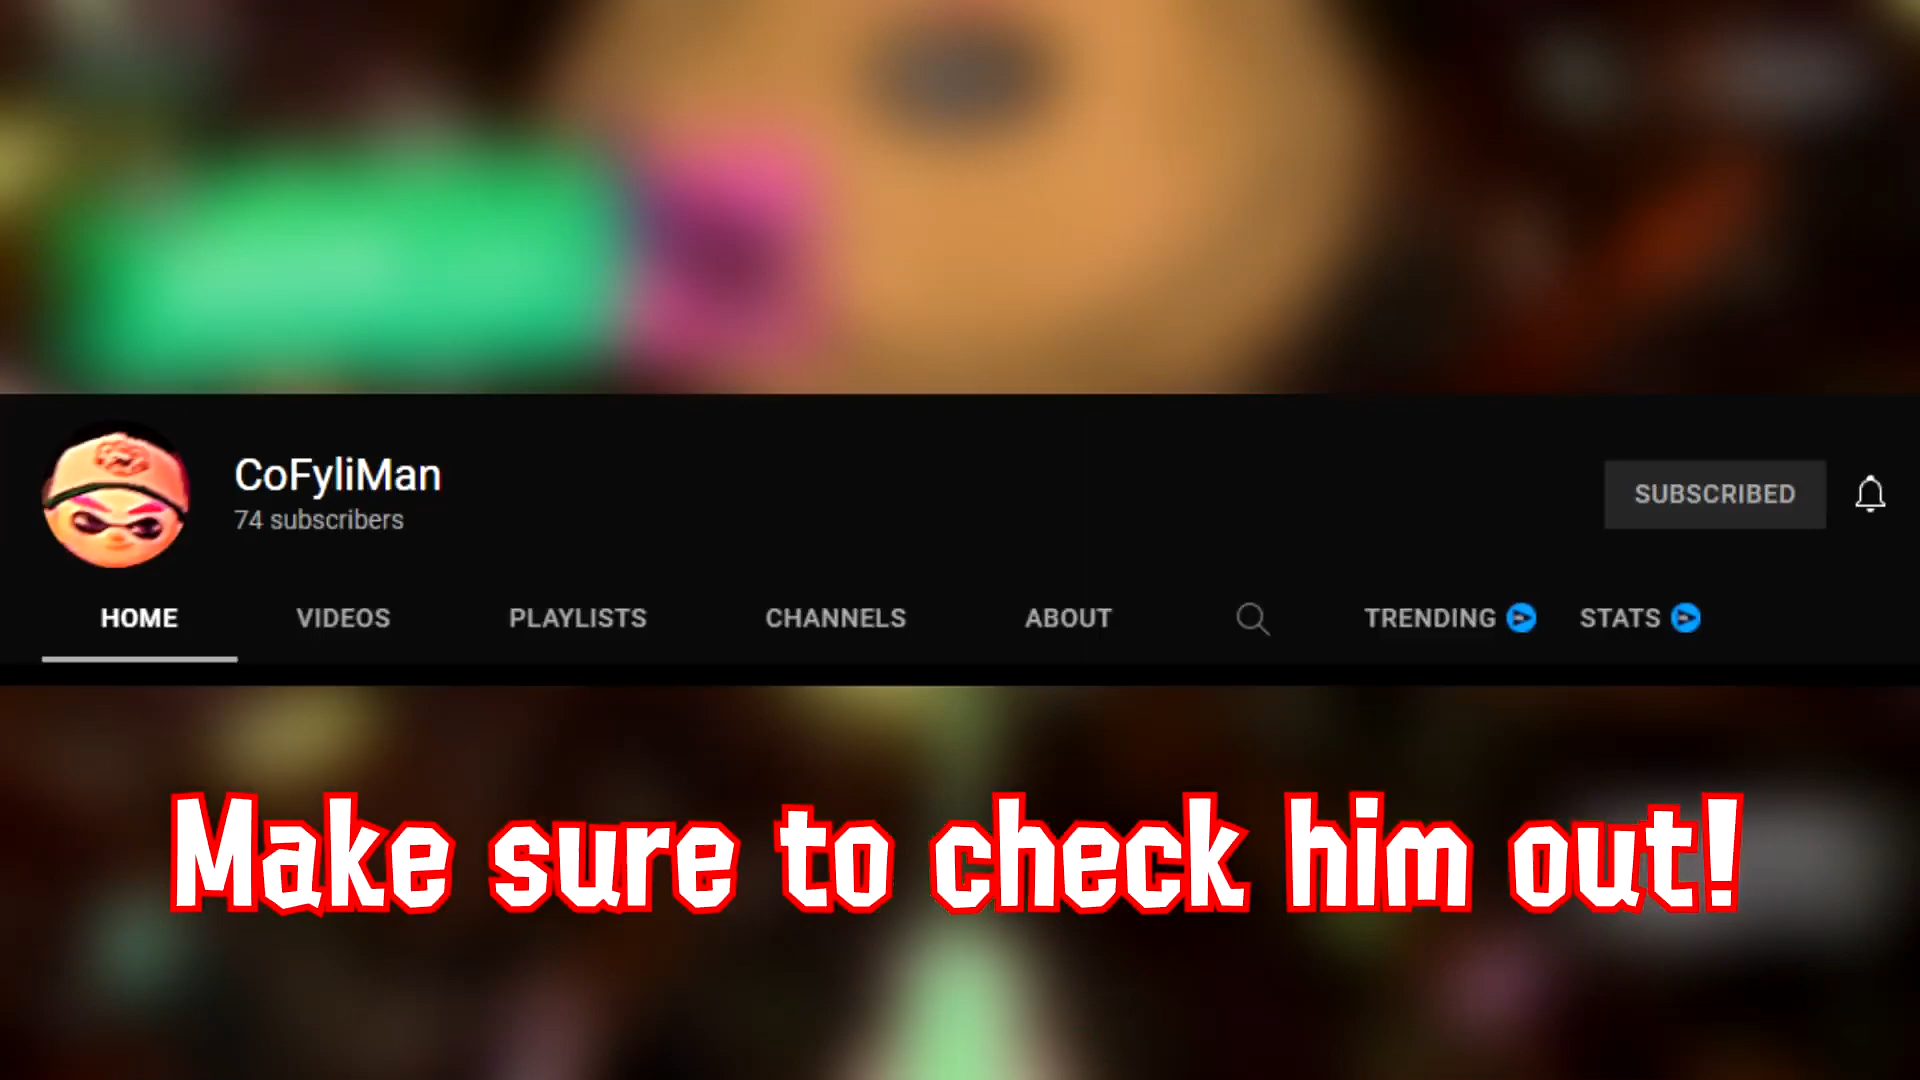 CoFyliMan
74 subscribers
SUBSCRIBED
HOME VIDEOS PLAYLISTS CHANNELS ABOUT TRENDING STATS
Make sure to check him out!